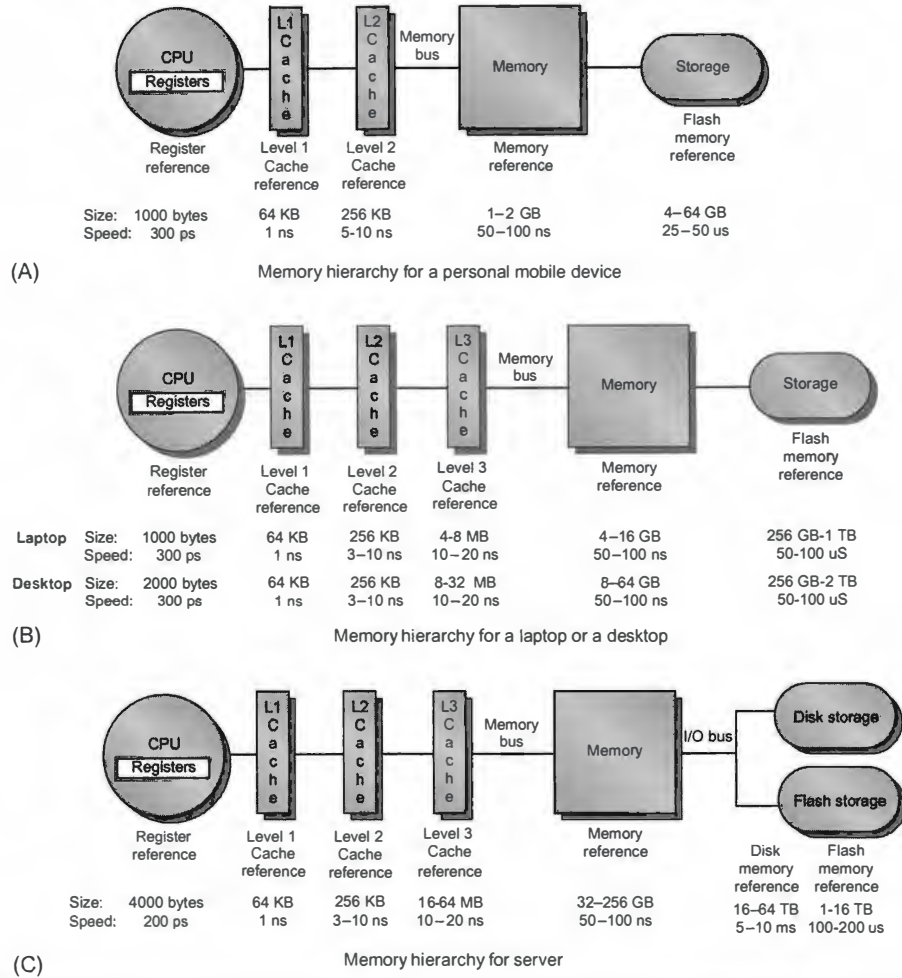 L1
Cache
L2
Cache
Memory
bus
CPU
Registers
Memory
Storage
Register
reference
Level 1
Cache
reference
Level 2
Cache
reference
Memory
reference
Flash
memory
reference
Size: 1000 bytes 64 KB 256 KB 1–2 GB 4–64 GB
Speed: 300 ps 1 ns 5-10 ns 50–100 ns 25–50 us
(A) Memory hierarchy for a personal mobile device
L1
Cache
L2
Cache
L3
Cache
Memory
bus
CPU
Registers
Memory
Storage
Register
reference
Level 1
Cache
reference
Level 2
Cache
reference
Level 3
Cache
reference
Memory
reference
Flash
memory
reference
Laptop Size: 1000 bytes 64 KB 256 KB 4-8 MB 4–16 GB 256 GB-1 TB
Speed: 300 ps 1 ns 3–10 ns 10–20 ns 50–100 ns 50-100 uS
Desktop Size: 2000 bytes 64 KB 256 KB 8-32 MB 8–64 GB 256 GB-2 TB
Speed: 300 ps 1 ns 3–10 ns 10–20 ns 50–100 ns 50-100 uS
(B) Memory hierarchy for a laptop or a desktop
L1
Cache
L2
Cache
L3
Cache
Memory
bus
CPU
Registers
Memory
I/O bus
Disk storage
Flash storage
Register
reference
Level 1
Cache
reference
Level 2
Cache
reference
Level 3
Cache
reference
Memory
reference
Disk
memory
reference
Flash
memory
reference
Size: 4000 bytes 64 KB 256 KB 16-64 MB 32–256 GB 16–64 TB 1-16 TB
Speed: 200 ps 1 ns 3–10 ns 10–20 ns 50–100 ns 5–10 ms 100-200 us
(C) Memory hierarchy for server